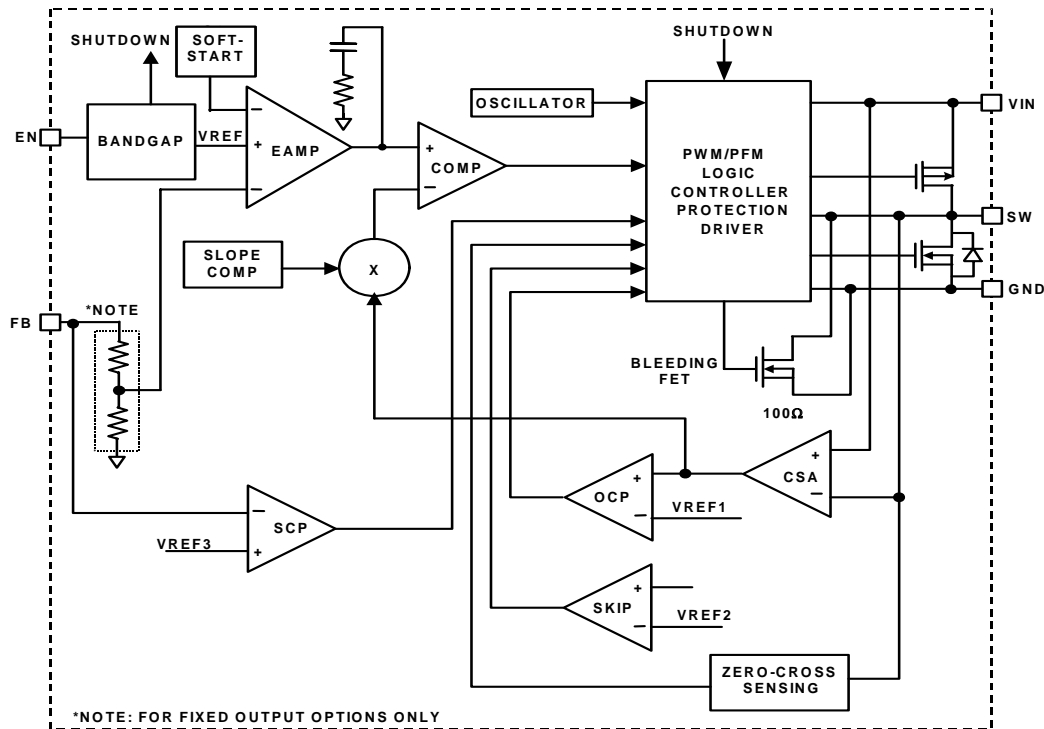 SHUTDOWN
SOFT-
START
SHUTDOWN
OSCILLATOR
VIN
EN
BANDGAP
VREF
−
+
−
EAMP
+
−
COMP
PWM/PFM
LOGIC
CONTROLLER
PROTECTION
DRIVER
SW
SLOPE
COMP
X
GND
*NOTE
FB
BLEEDING
FET
100Ω
+
−
CSA
OCP
+
−
VREF1
−
+
SCP
VREF3
SKIP
+
−
VREF2
ZERO-CROSS
SENSING
*NOTE: FOR FIXED OUTPUT OPTIONS ONLY